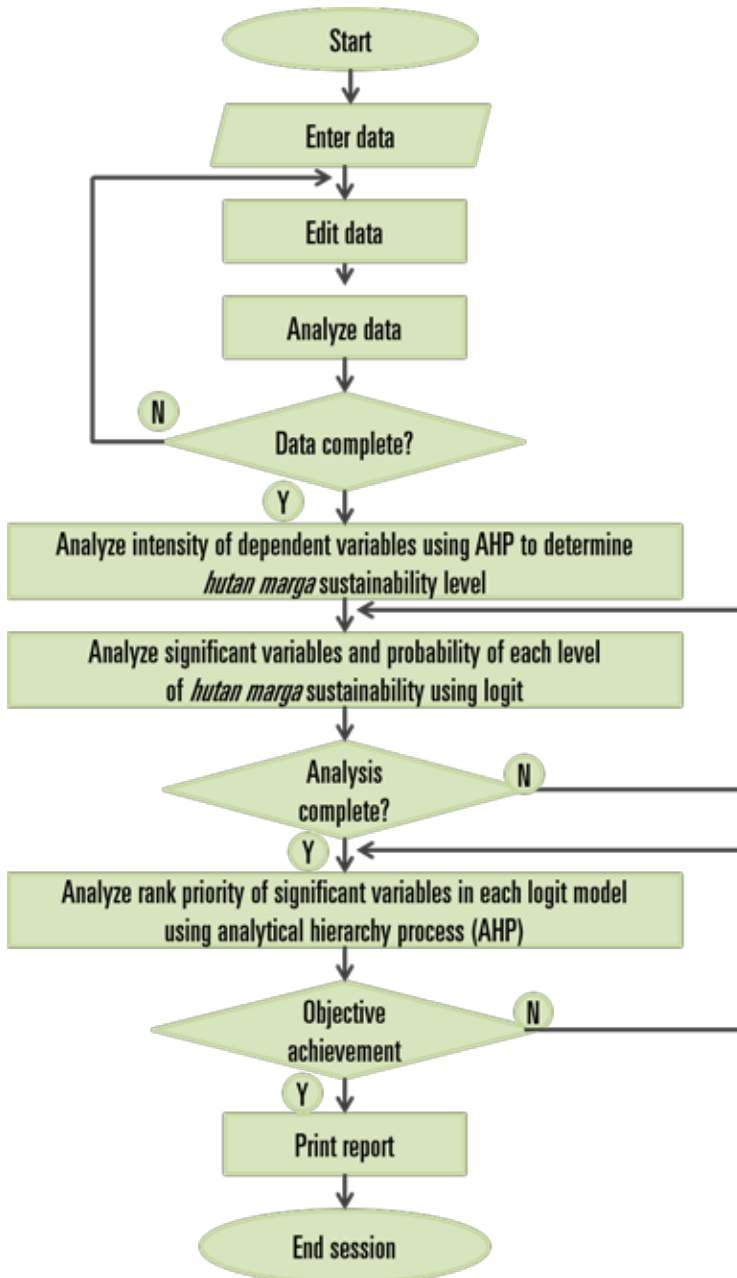 Start
Enter data
Edit data
Analyze data
N
Data complete?
Y
Analyze intensity of dependent variables using AHP to determine
hutan marga sustainability level
Analyze significant variables and probability of each level
of hutan marga sustainability using logit
Analysis
complete?
N
Y
Analyze rank priority of significant variables in each logit model
using analytical hierarchy process (AHP)
Objective
achievement
N
Y
Print report
End session